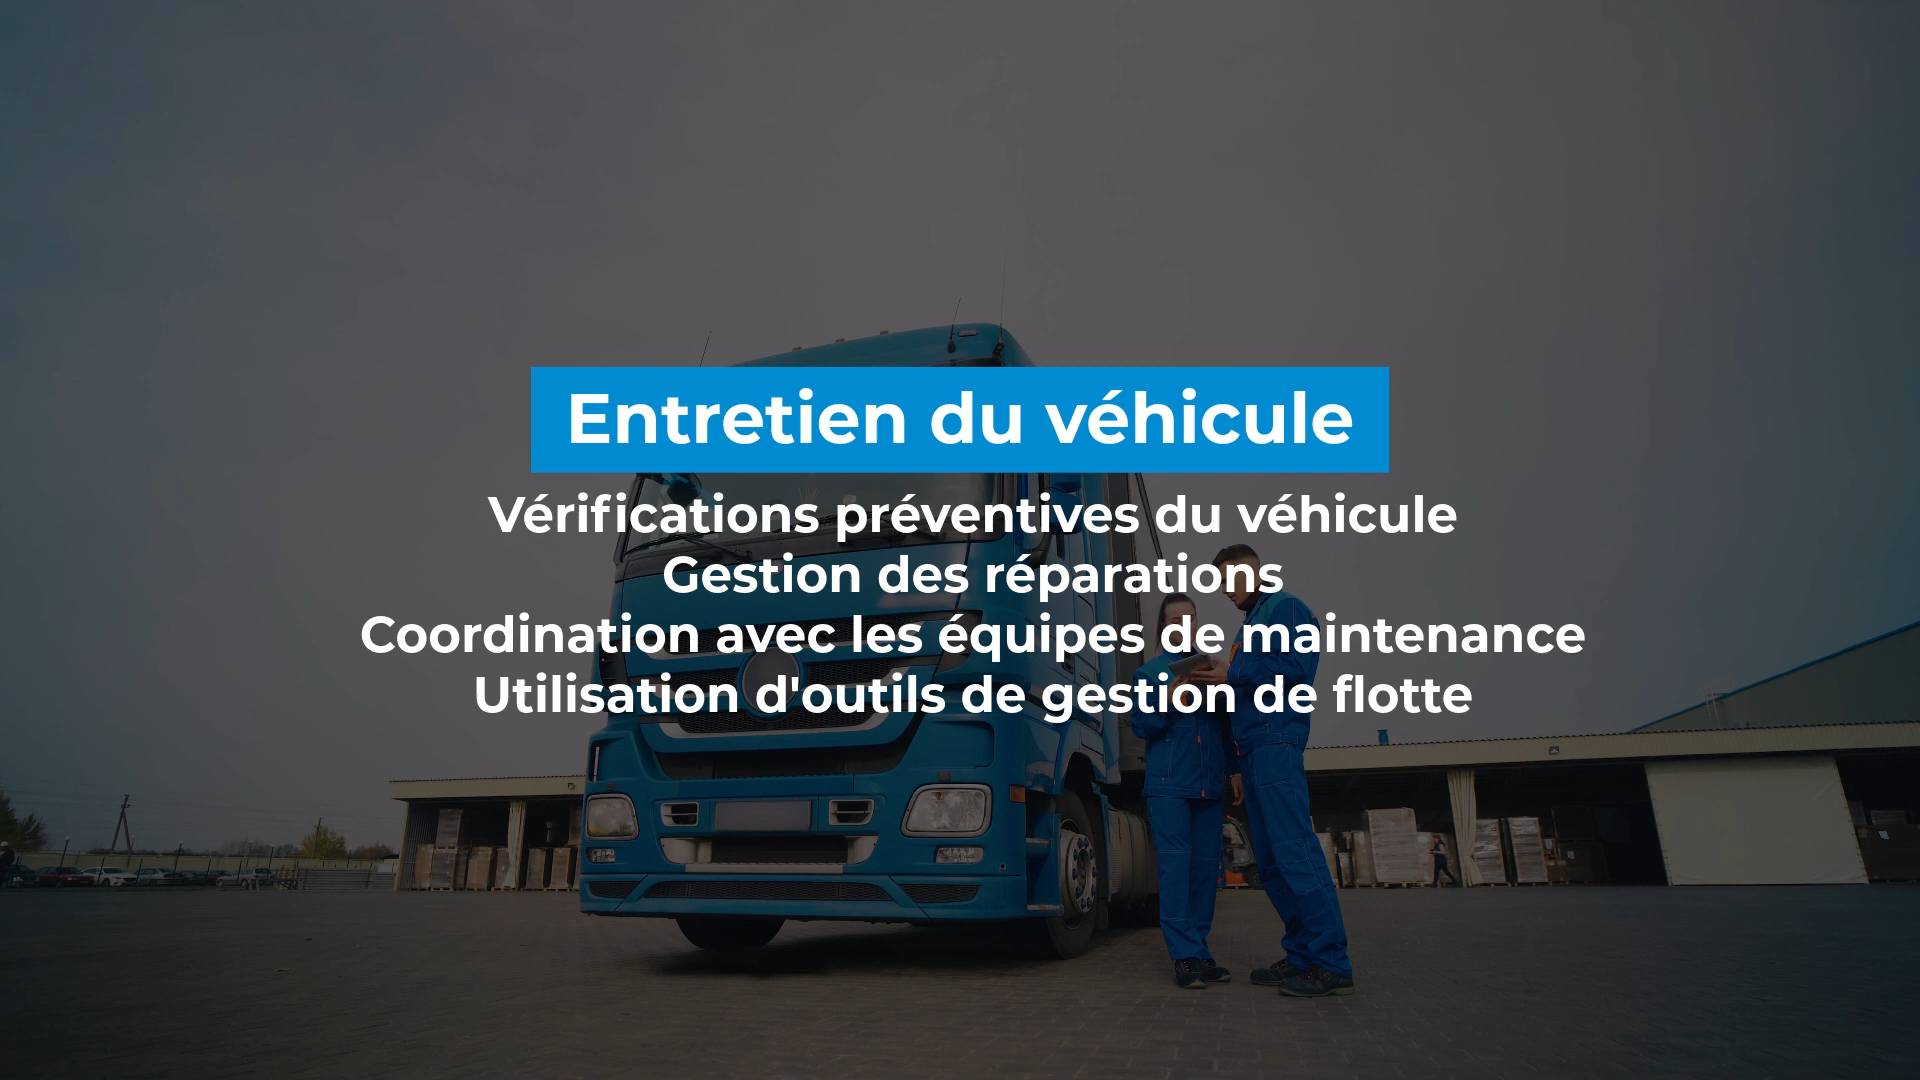 Entretien du véhicule
Vérifications préventives du véhicule
Gestion des réparations
Coordination avec les équipes de maintenance
Utilisation d'outils de gestion de flotte